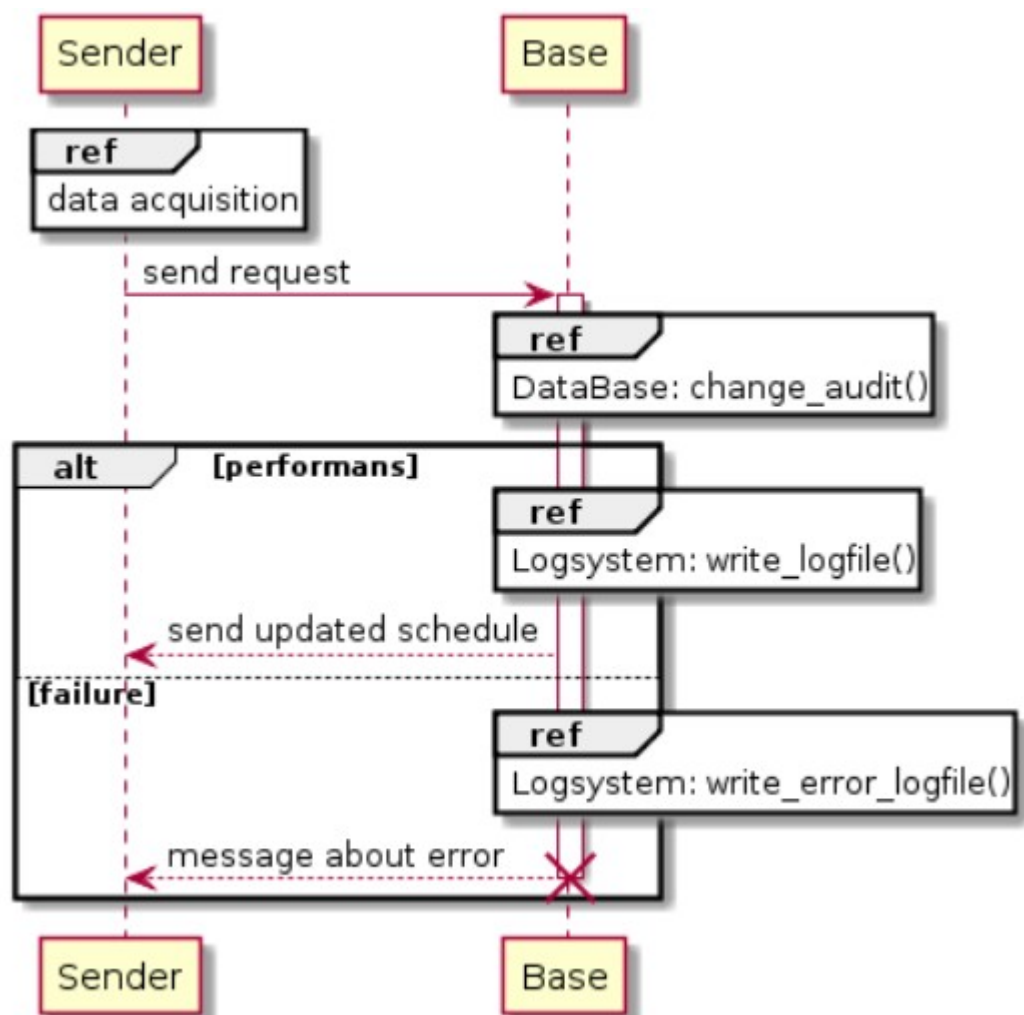 Sender
Base
ref
data acquisition
send request
ref
DataBase: change_audit()
alt
[performans]
ref
Logsystem: write_logfile()
send updated schedule
[failure]
ref
Logsystem: write_error_logfile()
message about error
Sender
Base